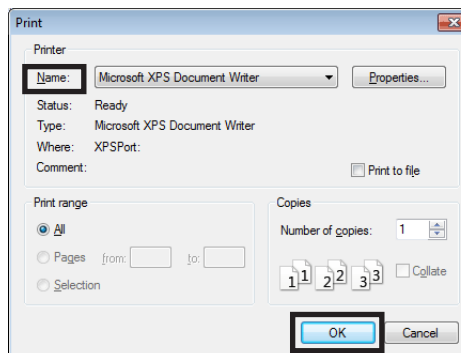 Print
Printer
Name: Microsoft XPS Document Writer Properties...
Status: Ready
Type: Microsoft XPS Document Writer
Where: XPSPort:
Comment: Print to file
Print range
All
Pages from: to:
Selection
Copies
Number of copies: 1
1 1 2 2 3 3 Collate
OK Cancel